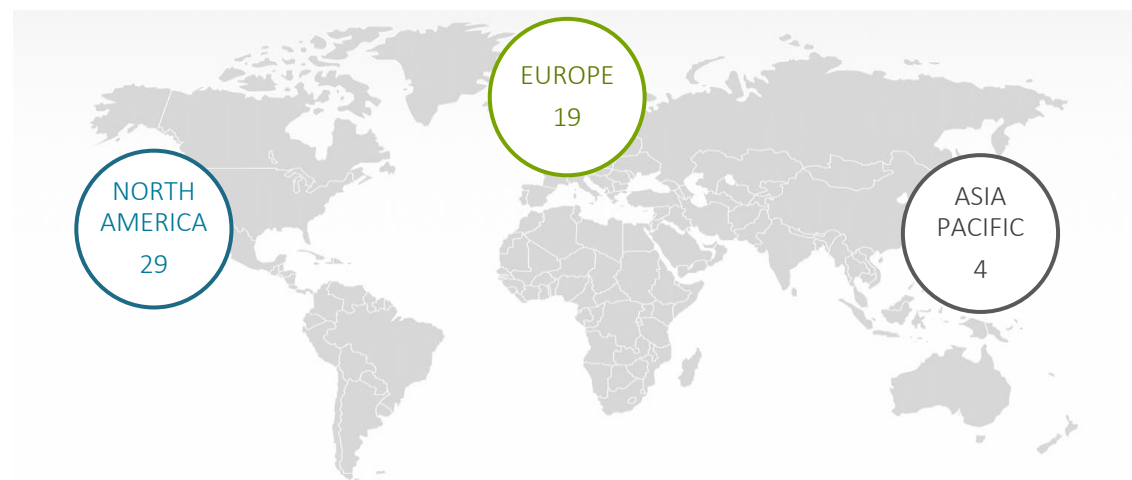 EUROPE
19
NORTH
AMERICA
29
ASIA
PACIFIC
4